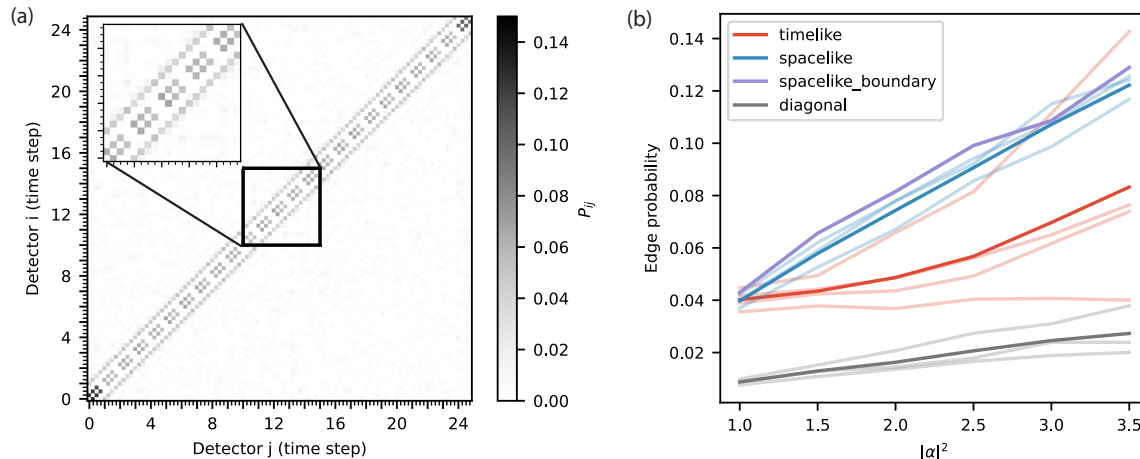 (a)
24
20
16
12
8
4
0
Detector i (time step)
0 4 8 12 16 20 24
Detector j (time step)
0.14
0.12
0.10
0.08
0.06
0.04
0.02
0.00
P_ij
(b)
0.14
0.12
0.10
0.08
0.06
0.04
0.02
Edge probability
timelike
spacelike
spacelike_boundary
diagonal
1.0 1.5 2.0 2.5 3.0 3.5
|α|²